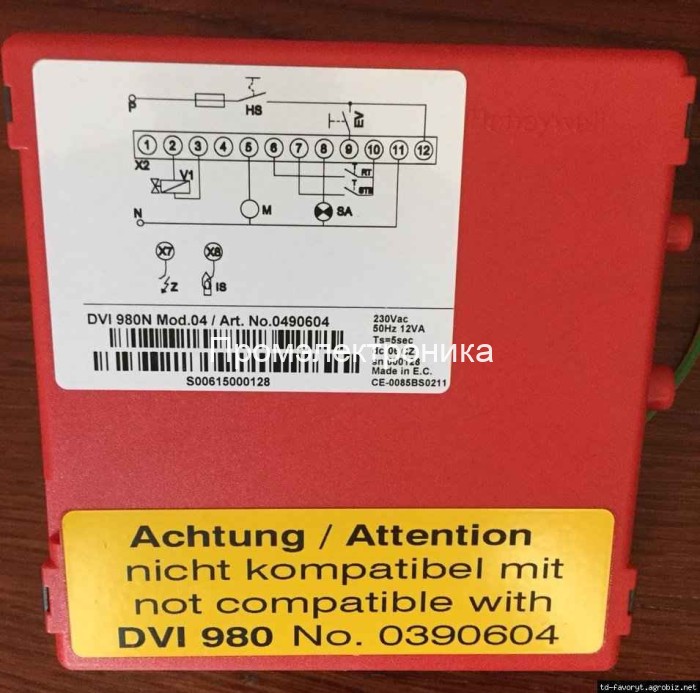 P
HS
EV
1 2 3 4 5 6 7 8 9 10 11 12
X2
V1
RT
STB
N
M
SA
X7
X8
Z
IS
DVI 980N Mod.04 / Art. No.0490604
S00615000128
230Vac
50Hz 12VA
Ts=5sec
sn 000128
Made in E.C.
CE-0085BS0211
Промэлектроника
Achtung / Attention
nicht kompatibel mit
not compatible with
DVI 980 No. 0390604
td-favoryt.agrobiz.net